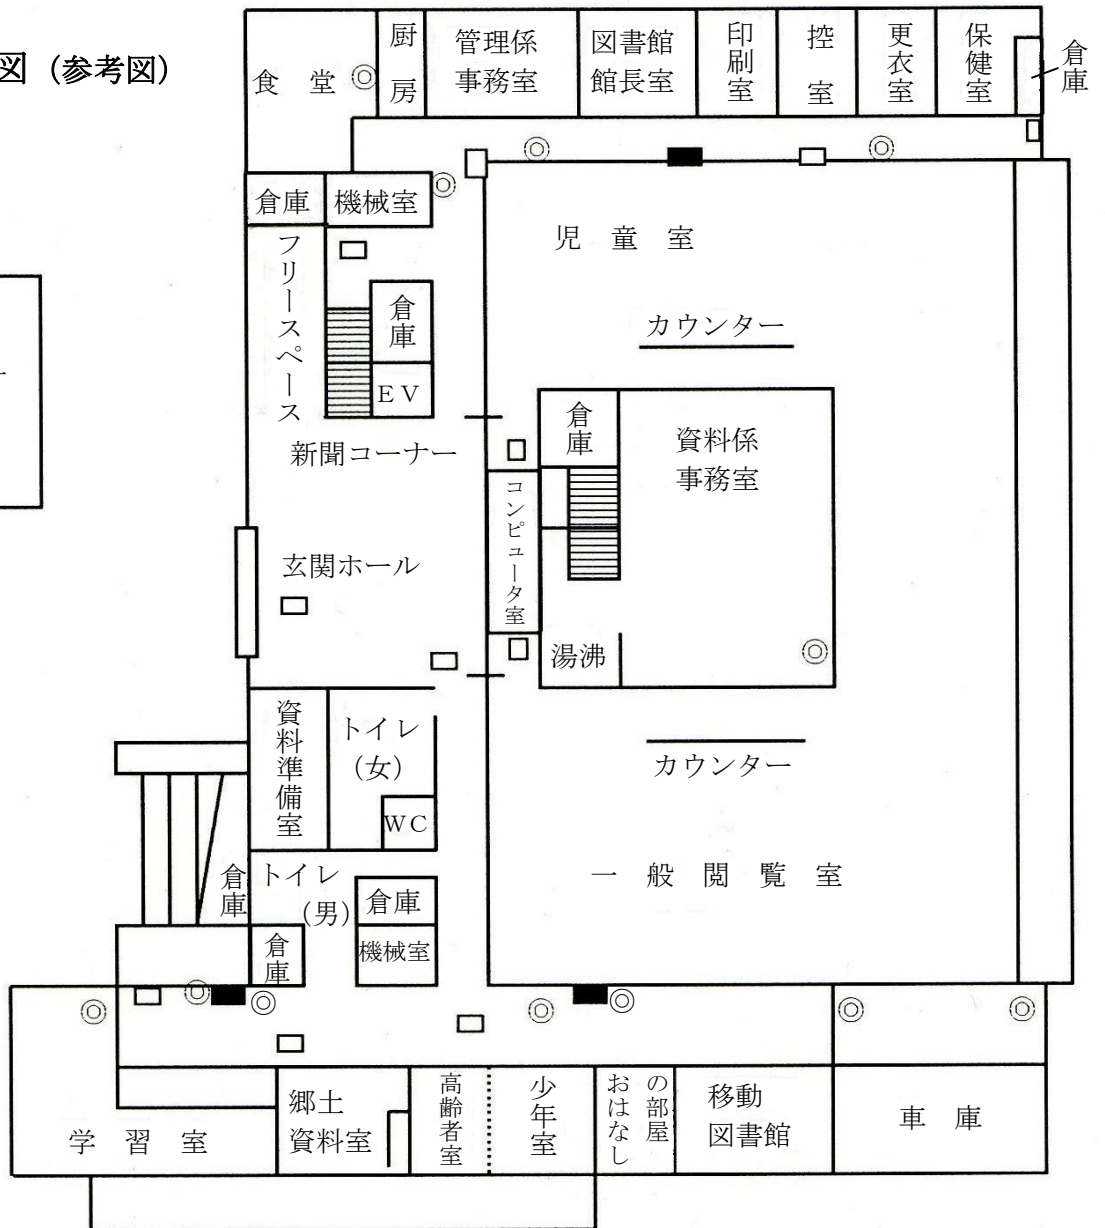 図（参考図）
食　堂
厨房
管理係
事務室
図書館
館長室
印刷室
控室
更衣室
保健室
倉庫
倉庫
機械室
フリースペース
倉庫
ＥＶ
児　童　室
カウンター
新聞コーナー
倉庫
資料係
事務室
コンピュータ室
玄関ホール
湯沸
資料準備室
トイレ
（女）
ＷＣ
カウンター
倉庫
トイレ
（男）
倉庫
一　般　閲　覧　室
倉庫
機械室
学　習　室
郷土
資料室
高齢者室
少年室
おはなし
の部屋
移動
図書館
車　庫